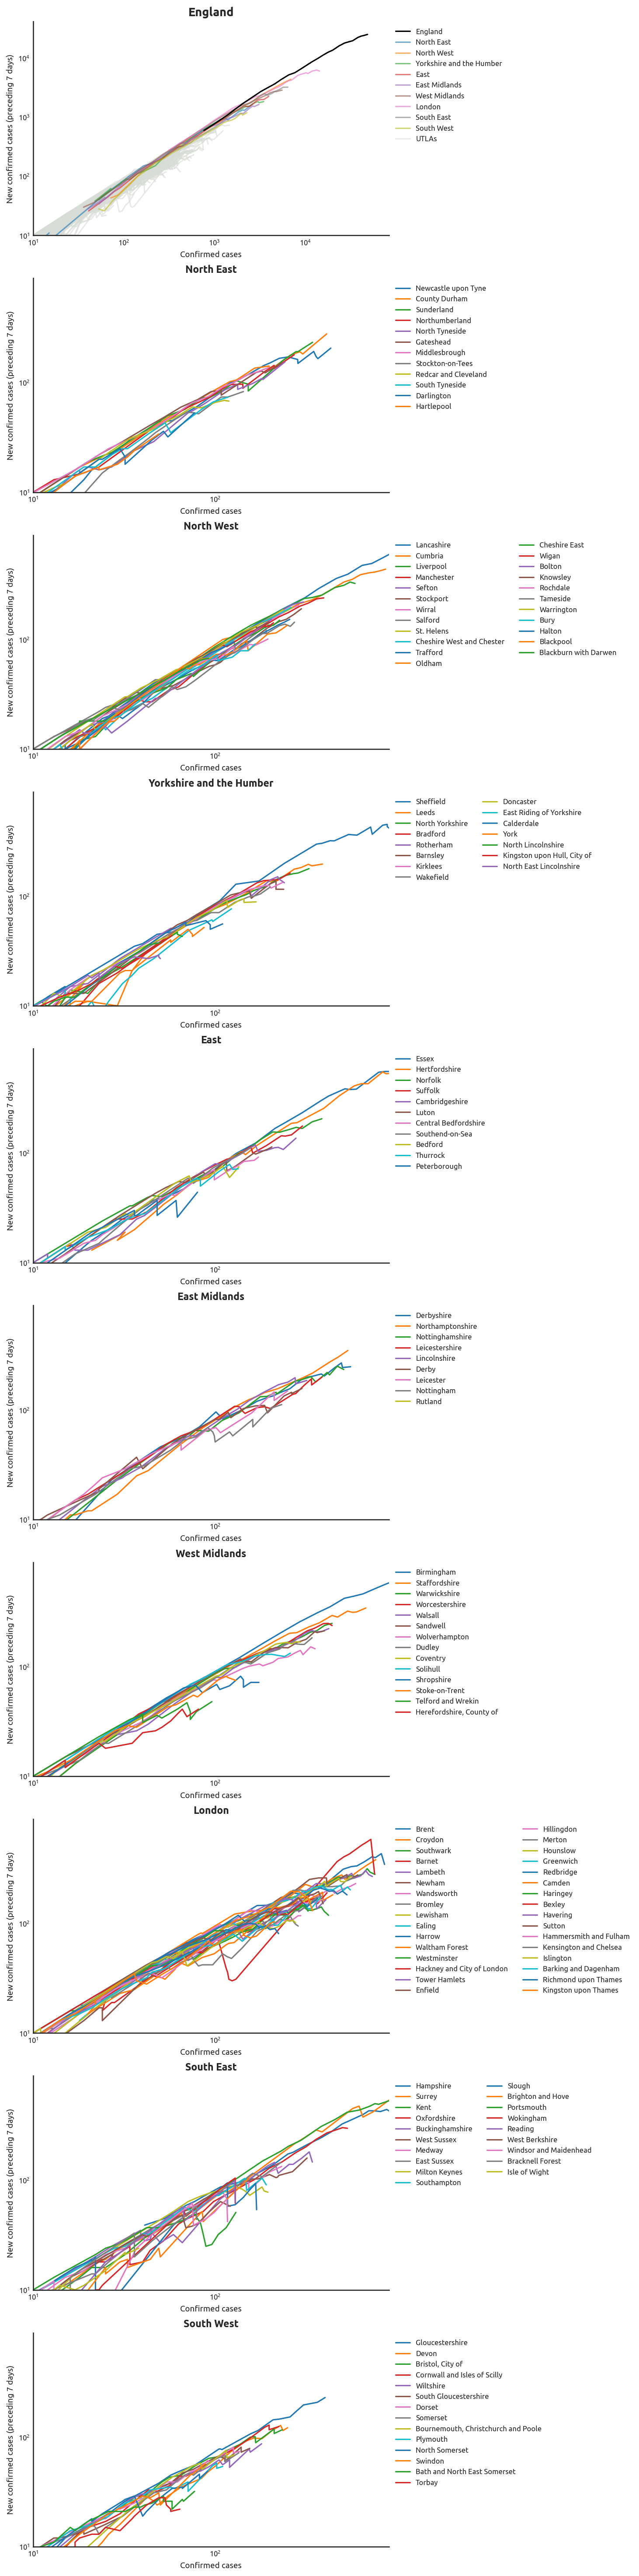 England
New confirmed cases (preceding 7 days)
10⁴
10³
10²
10¹
10¹
10²
10³
10⁴
Confirmed cases
England
North East
North West
Yorkshire and the Humber
East
East Midlands
West Midlands
London
South East
South West
UTLAs
North East
New confirmed cases (preceding 7 days)
10²
10¹
10¹
10²
Confirmed cases
Newcastle upon Tyne
County Durham
Sunderland
Northumberland
North Tyneside
Gateshead
Middlesbrough
Stockton-on-Tees
Redcar and Cleveland
South Tyneside
Darlington
Hartlepool
North West
New confirmed cases (preceding 7 days)
10²
10¹
10¹
10²
Confirmed cases
Lancashire
Cumbria
Liverpool
Manchester
Sefton
Stockport
Wirral
Salford
St. Helens
Cheshire West and Chester
Trafford
Oldham
Cheshire East
Wigan
Bolton
Knowsley
Rochdale
Tameside
Warrington
Bury
Halton
Blackpool
Blackburn with Darwen
Yorkshire and the Humber
New confirmed cases (preceding 7 days)
10²
10¹
10¹
10²
Confirmed cases
Sheffield
Leeds
North Yorkshire
Bradford
Rotherham
Barnsley
Kirklees
Wakefield
Doncaster
East Riding of Yorkshire
Calderdale
York
North Lincolnshire
Kingston upon Hull, City of
North East Lincolnshire
East
New confirmed cases (preceding 7 days)
10²
10¹
10¹
10²
Confirmed cases
Essex
Hertfordshire
Norfolk
Suffolk
Cambridgeshire
Luton
Central Bedfordshire
Southend-on-Sea
Bedford
Thurrock
Peterborough
East Midlands
New confirmed cases (preceding 7 days)
10²
10¹
10¹
10²
Confirmed cases
Derbyshire
Northamptonshire
Nottinghamshire
Leicestershire
Lincolnshire
Derby
Leicester
Nottingham
Rutland
West Midlands
New confirmed cases (preceding 7 days)
10²
10¹
10¹
10²
Confirmed cases
Birmingham
Staffordshire
Warwickshire
Worcestershire
Walsall
Sandwell
Wolverhampton
Dudley
Coventry
Solihull
Shropshire
Stoke-on-Trent
Telford and Wrekin
Herefordshire, County of
London
New confirmed cases (preceding 7 days)
10²
10¹
10¹
10²
Confirmed cases
Brent
Croydon
Southwark
Barnet
Lambeth
Newham
Wandsworth
Bromley
Lewisham
Ealing
Harrow
Waltham Forest
Westminster
Hackney and City of London
Tower Hamlets
Enfield
Hillingdon
Merton
Hounslow
Greenwich
Redbridge
Camden
Haringey
Bexley
Havering
Sutton
Hammersmith and Fulham
Kensington and Chelsea
Islington
Barking and Dagenham
Richmond upon Thames
Kingston upon Thames
South East
New confirmed cases (preceding 7 days)
10²
10¹
10¹
10²
Confirmed cases
Hampshire
Surrey
Kent
Oxfordshire
Buckinghamshire
West Sussex
Medway
East Sussex
Milton Keynes
Southampton
Slough
Brighton and Hove
Portsmouth
Wokingham
Reading
West Berkshire
Windsor and Maidenhead
Bracknell Forest
Isle of Wight
South West
New confirmed cases (preceding 7 days)
10²
10¹
10¹
10²
Confirmed cases
Gloucestershire
Devon
Bristol, City of
Cornwall and Isles of Scilly
Wiltshire
South Gloucestershire
Dorset
Somerset
Bournemouth, Christchurch and Poole
Plymouth
North Somerset
Swindon
Bath and North East Somerset
Torbay